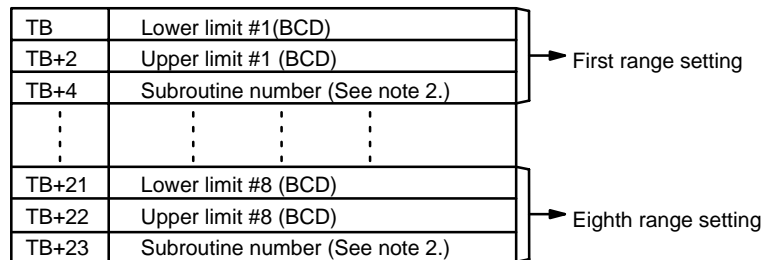 TB Lower limit #1(BCD)
TB+2 Upper limit #1 (BCD)
TB+4 Subroutine number (See note 2.)
First range setting
TB+21 Lower limit #8 (BCD)
TB+22 Upper limit #8 (BCD)
TB+23 Subroutine number (See note 2.)
Eighth range setting